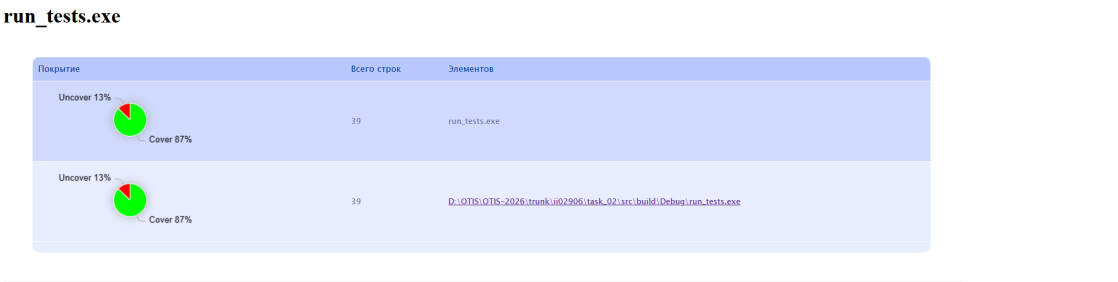 run_tests.exe
Покрытие Всего строк Элементов
Uncover 13%
39 run_tests.exe
Cover 87%
Uncover 13%
39 D:\OTIS\OTIS-2026\trunk\ii02906\task_02\src\build\Debug\run_tests.exe
Cover 87%